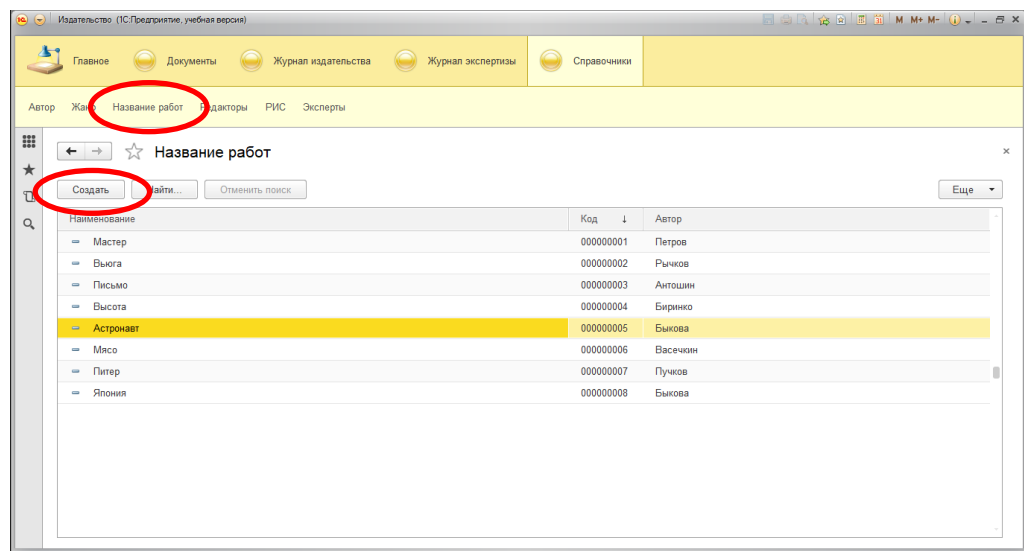 Издательство (1С:Предприятие, учебная версия) M M+ M-
Главное Документы Журнал издательства Журнал экспертизы Справочники
Автор Жанр Название работ Редакторы РИС Эксперты
Название работ
Создать Найти... Отменить поиск Еще
Наименование Код ↓ Автор
Мастер 000000001 Петров
Вьюга 000000002 Рычков
Письмо 000000003 Антошин
Высота 000000004 Биринко
Астронавт 000000005 Быкова
Мясо 000000006 Васечкин
Питер 000000007 Пучков
Япония 000000008 Быкова